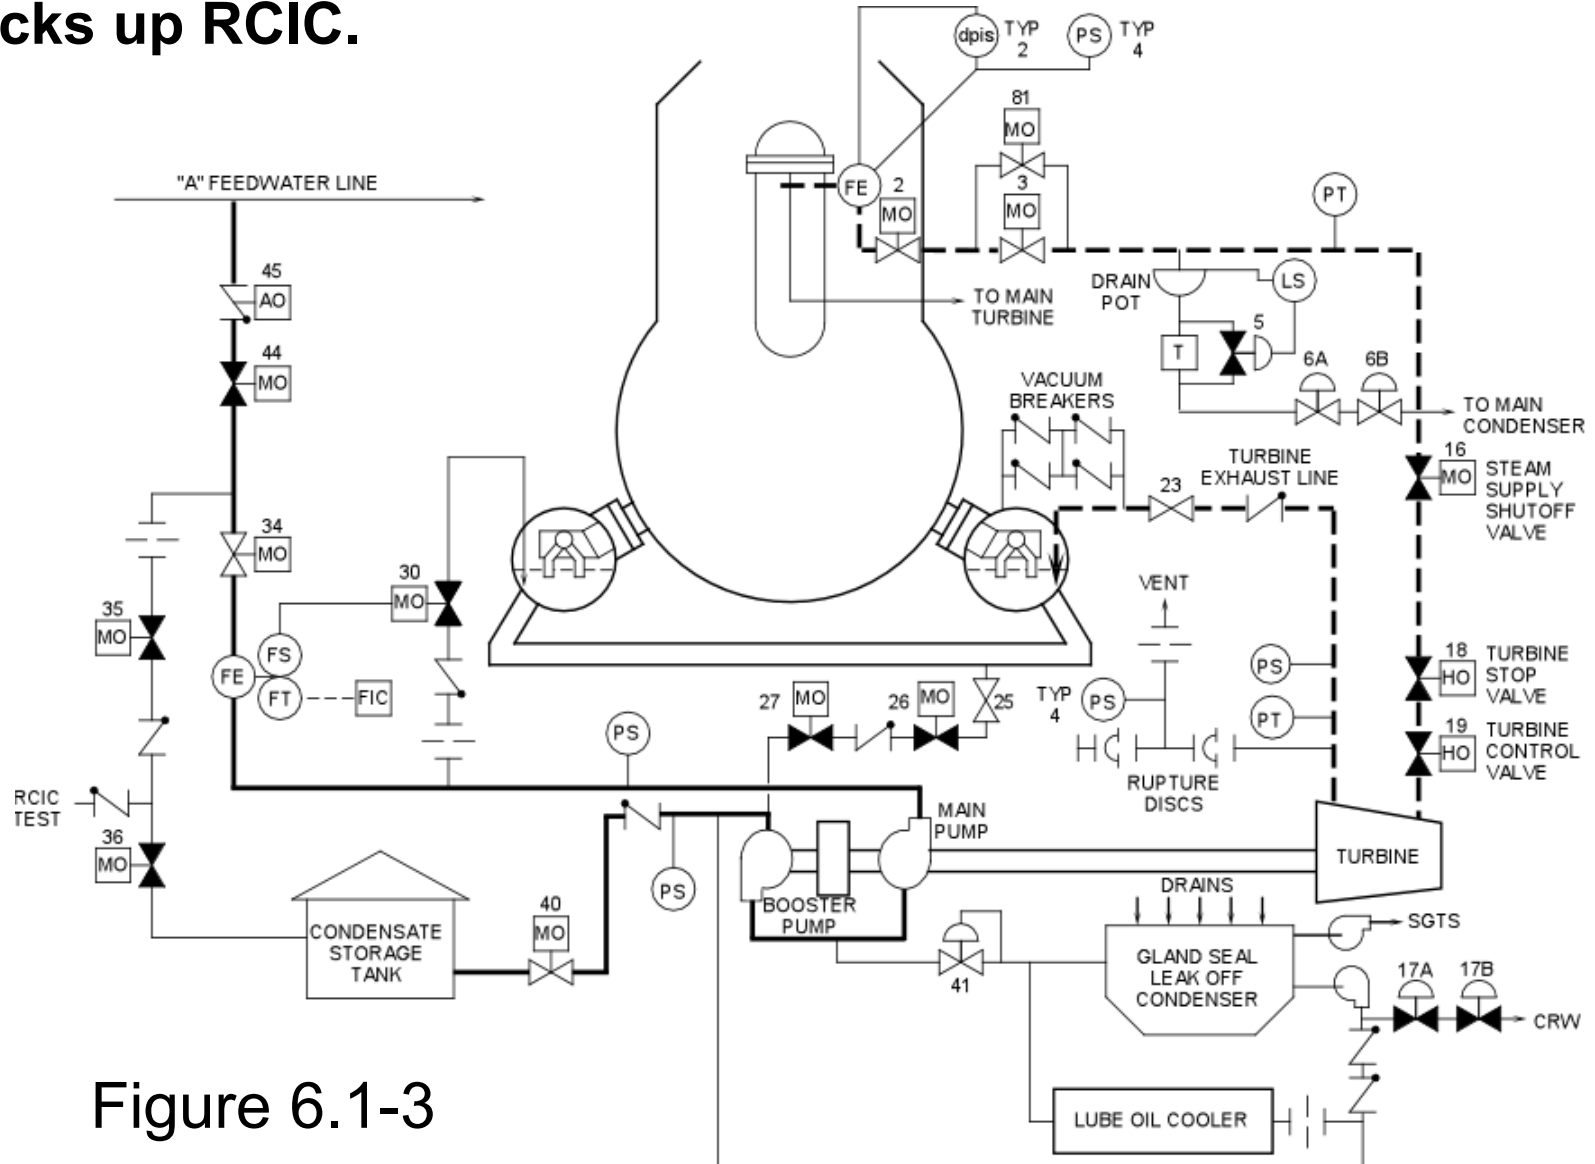 cks up RCIC.
dpis
TYP
2
PS
TYP
4
81
MO
"A" FEEDWATER LINE
FE
2
MO
3
MO
PT
45
AO
DRAIN
POT
LS
TO MAIN
TURBINE
5
T
44
MO
6A
6B
VACUUM
BREAKERS
TO MAIN
CONDENSER
TURBINE
EXHAUST LINE
16
MO
STEAM
SUPPLY
SHUTOFF
VALVE
23
34
MO
30
MO
VENT
35
MO
FS
FE
FT
FIC
PS
18
HO
TURBINE
STOP
VALVE
27
MO
26
MO
25
TYP
4
PS
PT
PS
19
HO
TURBINE
CONTROL
VALVE
RUPTURE
DISCS
RCIC
TEST
MAIN
PUMP
36
MO
PS
TURBINE
BOOSTER
PUMP
DRAINS
40
MO
CONDENSATE
STORAGE
TANK
SGTS
GLAND SEAL
LEAK OFF
CONDENSER
41
17A
17B
CRW
Figure 6.1-3
LUBE OIL COOLER